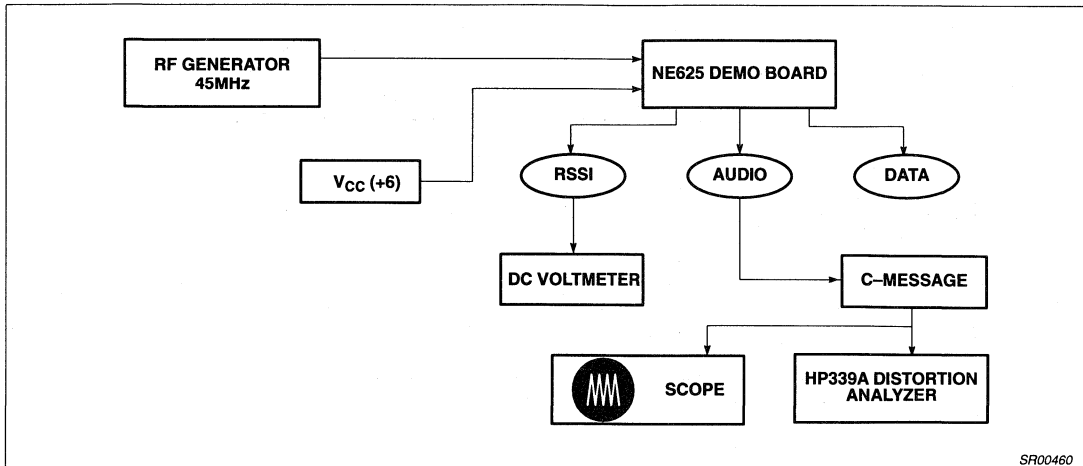 RF GENERATOR
45MHz
NE625 DEMO BOARD
VCC (+6)
RSSI
AUDIO
DATA
DC VOLTMETER
C–MESSAGE
SCOPE
HP339A DISTORTION
ANALYZER
SR00460